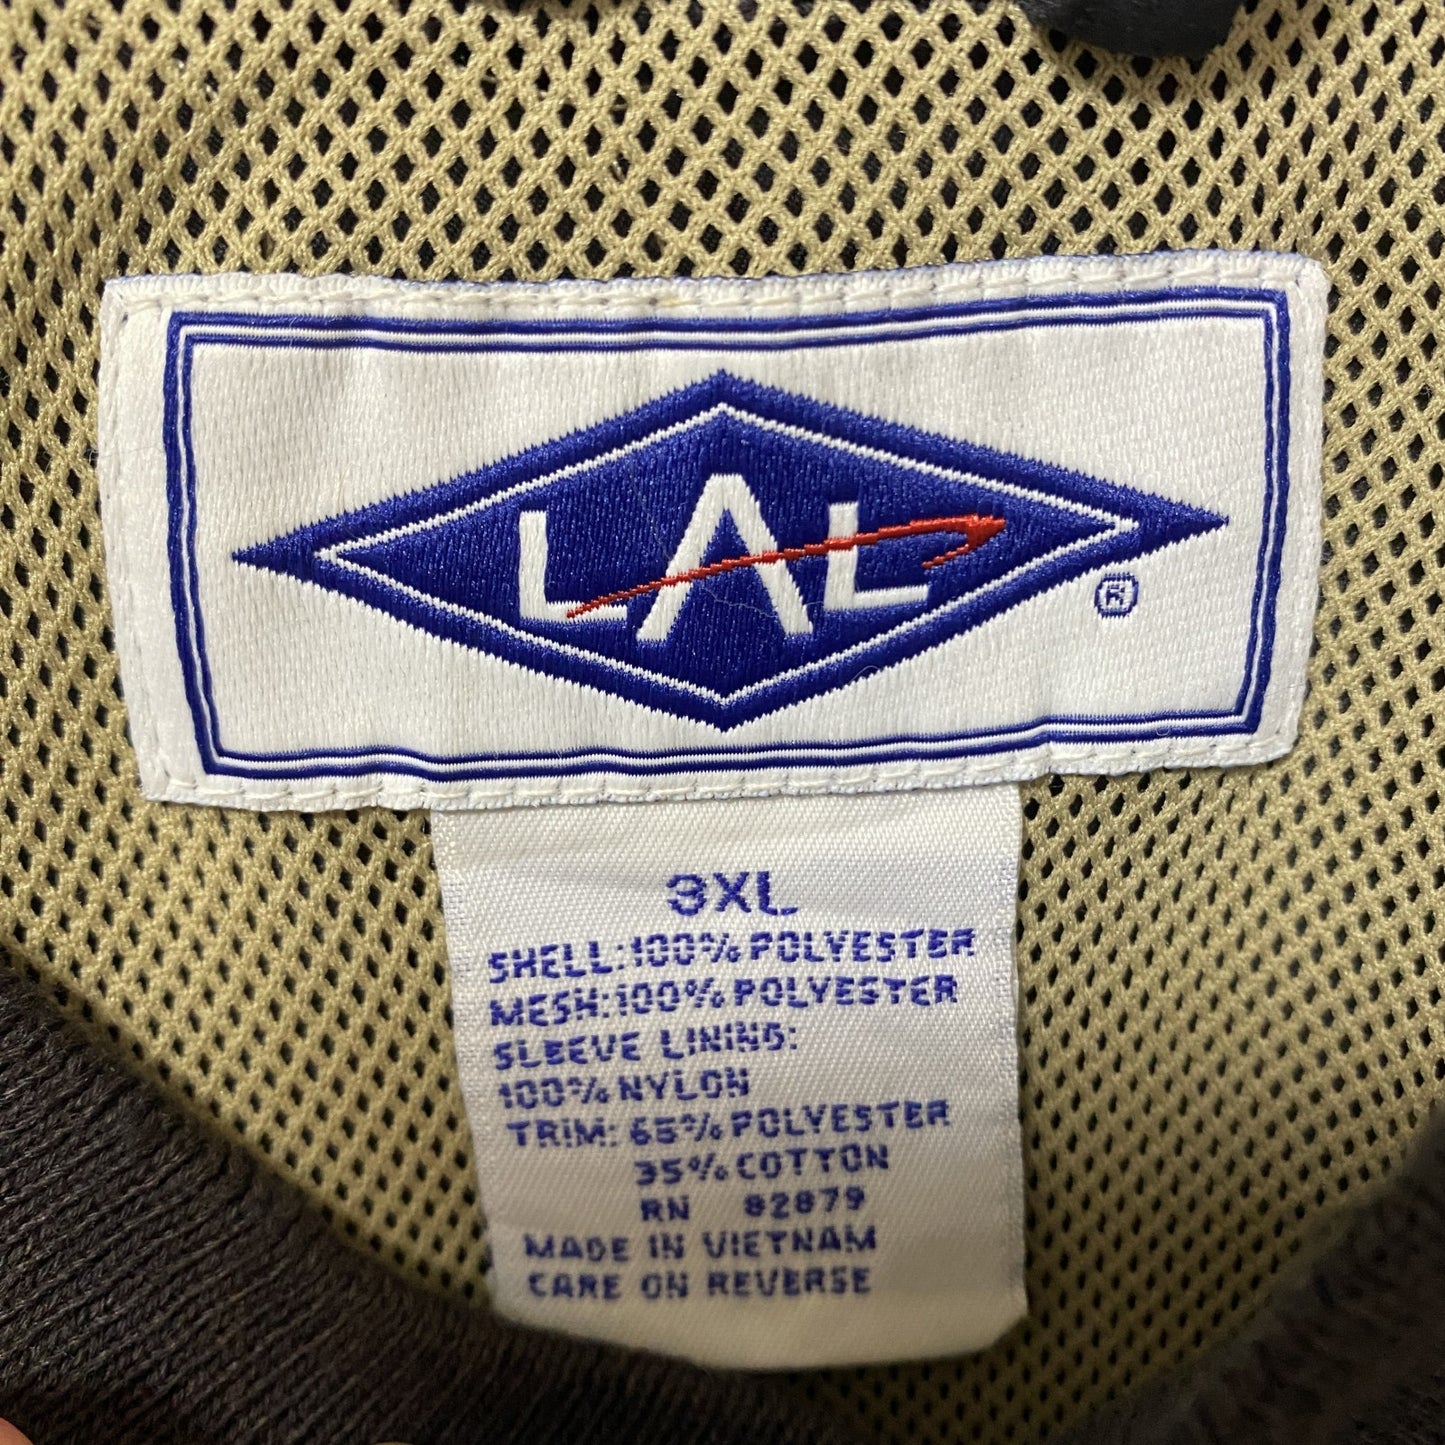 LAL
®
3XL
SHELL:100% POLYESTER
MESH:100% POLYESTER
SLEEVE LINING:
100% NYLON
TRIM: 65% POLYESTER
35% COTTON
RN 82879
MADE IN VIETNAM
CARE ON REVERSE